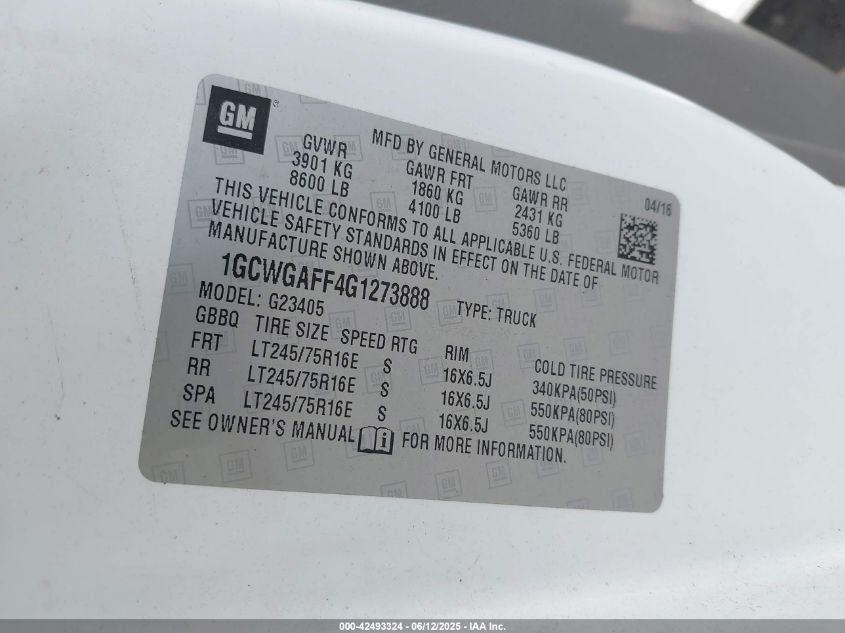 GM
MFD BY GENERAL MOTORS LLC 04/16
GVWR GAWR FRT GAWR RR
3901 KG 1860 KG 2431 KG
8600 LB 4100 LB 5360 LB
THIS VEHICLE CONFORMS TO ALL APPLICABLE U.S. FEDERAL MOTOR
VEHICLE SAFETY STANDARDS IN EFFECT ON THE DATE OF
MANUFACTURE SHOWN ABOVE.
1GCWGAFF4G1273888 TYPE: TRUCK
MODEL: G23405
GBBQ TIRE SIZE SPEED RTG RIM COLD TIRE PRESSURE
FRT LT245/75R16E S 16X6.5J 340KPA(50PSI)
RR LT245/75R16E S 16X6.5J 550KPA(80PSI)
SPA LT245/75R16E S 16X6.5J 550KPA(80PSI)
SEE OWNER'S MANUAL i FOR MORE INFORMATION.
000-42493324 - 06/12/2025 - IAA Inc.